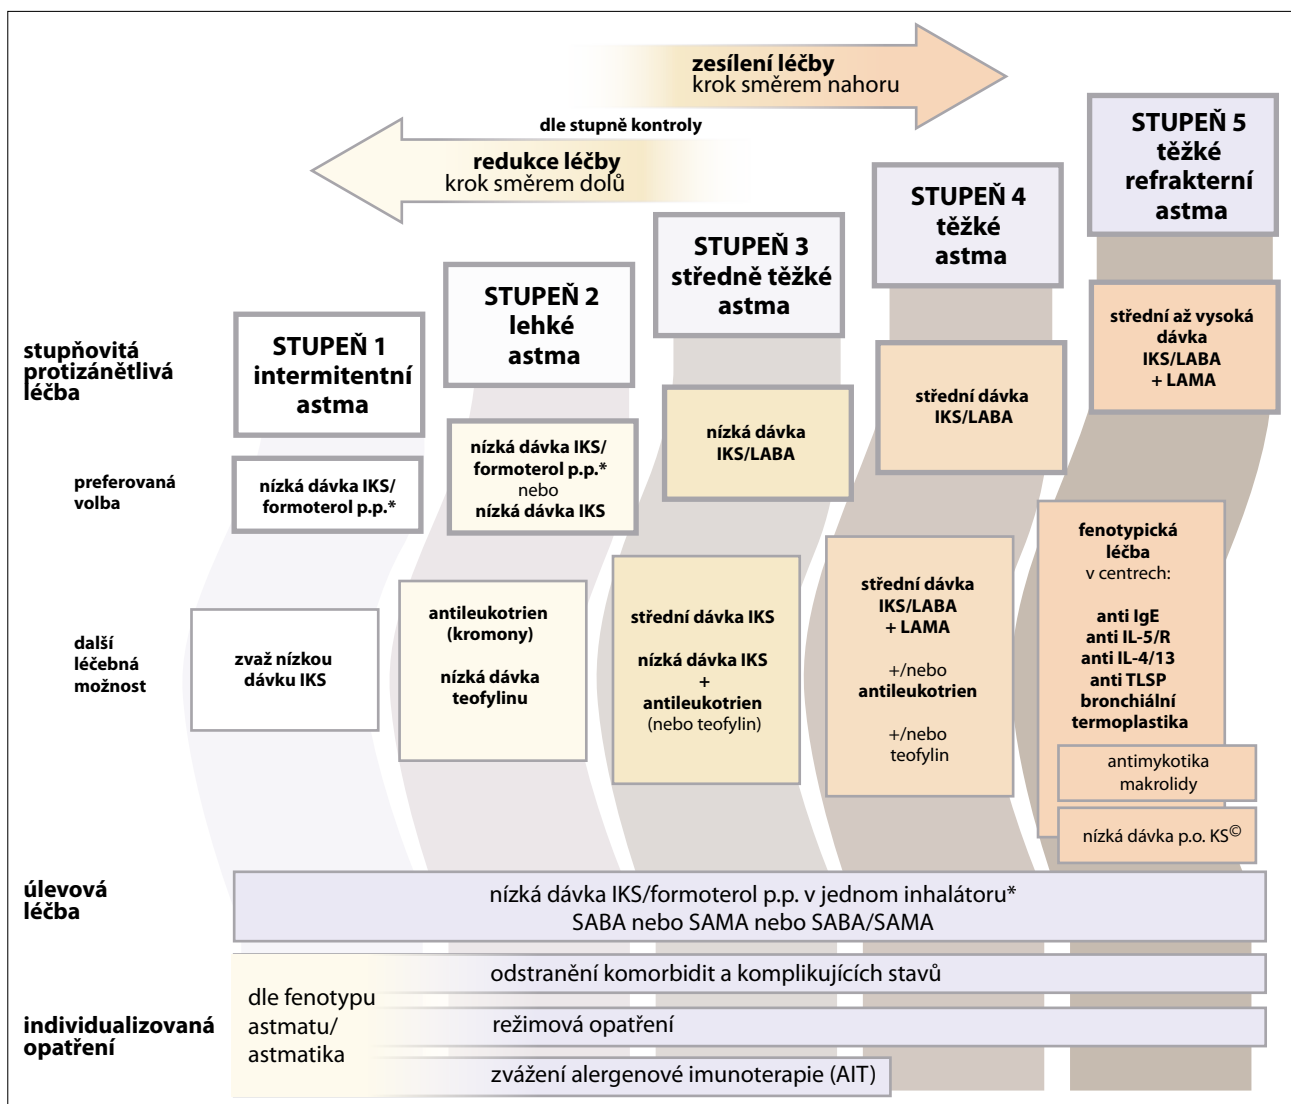 zesílení léčby
krok směrem nahoru
dle stupně kontroly
redukce léčby
krok směrem dolů
STUPEŇ 5
těžké
refrakterní
astma
STUPEŇ 4
těžké
astma
STUPEŇ 3
středně těžké
astma
STUPEŇ 2
lehké
astma
STUPEŇ 1
intermitentní
astma
stupňovitá
protizánětlivá
léčba
preferovaná
volba
nízká dávka IKS/
formoterol p.p.*
nízká dávka IKS/
formoterol p.p.*
nebo
nízká dávka IKS
nízká dávka
IKS/LABA
střední dávka
IKS/LABA
střední až vysoká
dávka
IKS/LABA
+ LAMA
další
léčebná
možnost
zvaž nízkou
dávku IKS
antileukotrien
(kromony)
nízká dávka
teofylinu
střední dávka IKS
nízká dávka IKS
+
antileukotrien
(nebo teofylin)
střední dávka
IKS/LABA
+ LAMA
+/nebo
antileukotrien
+/nebo
teofylin
fenotypická
léčba
v centrech:
anti IgE
anti IL-5/R
anti IL-4/13
anti TLSP
bronchiální
termoplastika
antimykotika
makrolidy
nízká dávka p.o. KS©
úlevová
léčba
nízká dávka IKS/formoterol p.p. v jednom inhalátoru*
SABA nebo SAMA nebo SABA/SAMA
individualizovaná
opatření
dle fenotypu
astmatu/
astmatika
odstranění komorbidit a komplikujících stavů
režimová opatření
zvážení alergenové imunoterapie (AIT)